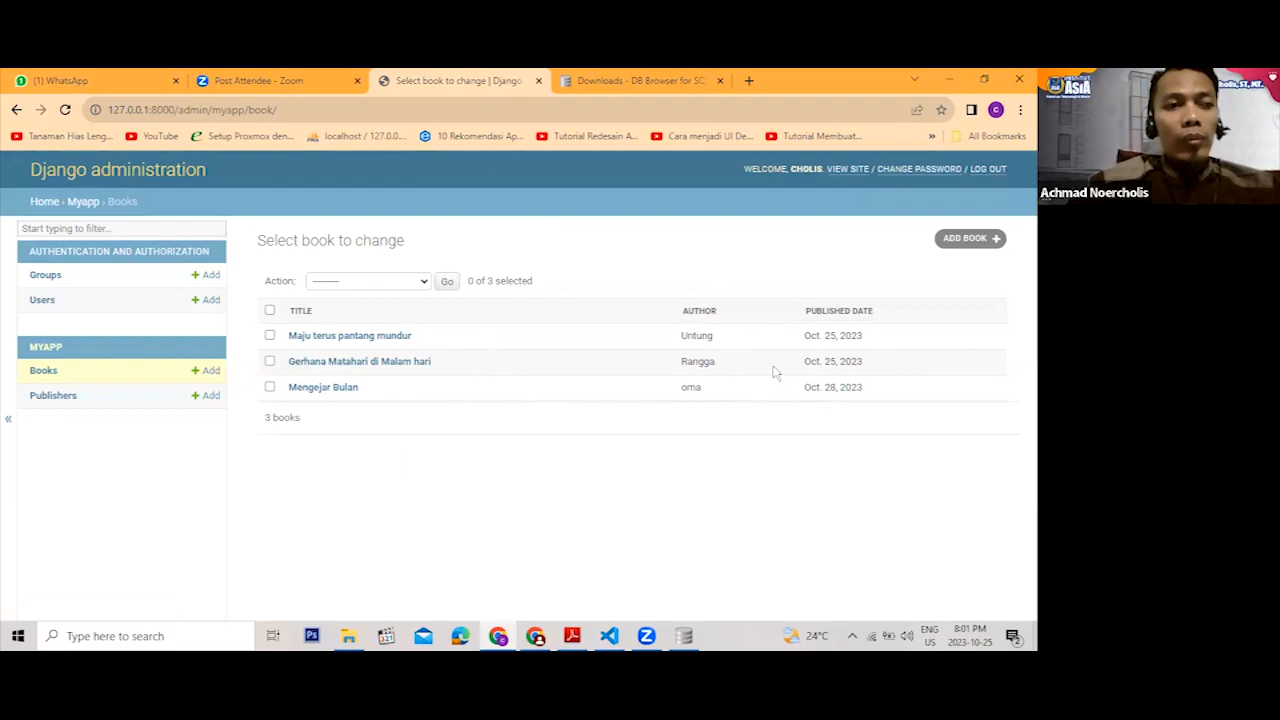 (1) WhatsApp
Post Attendee - Zoom
Select book to change | Django
Downloads - DB Browser for SQ
127.0.0.1:8000/admin/myapp/book/
Tanaman Hias Leng...
YouTube
Setup Proxmox den...
localhost / 127.0.0....
10 Rekomendasi Ap...
Tutorial Redesain A...
Cara menjadi UI De...
Tutorial Membuat...
»
All Bookmarks
Django administration
WELCOME, CHOLIS. VIEW SITE / CHANGE PASSWORD / LOG OUT
Home › Myapp › Books
Start typing to filter...
AUTHENTICATION AND AUTHORIZATION
Groups + Add
Users + Add
MYAPP
Books + Add
Publishers + Add
«
Select book to change
ADD BOOK +
Action: --------- Go 0 of 3 selected
TITLE AUTHOR PUBLISHED DATE
Maju terus pantang mundur Untung Oct. 25, 2023
Gerhana Matahari di Malam hari Rangga Oct. 25, 2023
Mengejar Bulan oma Oct. 28, 2023
3 books
Type here to search
24°C
ENG
US
8:01 PM
2023-10-25
ASIA
holis, ST., MT.
Achmad Noercholis